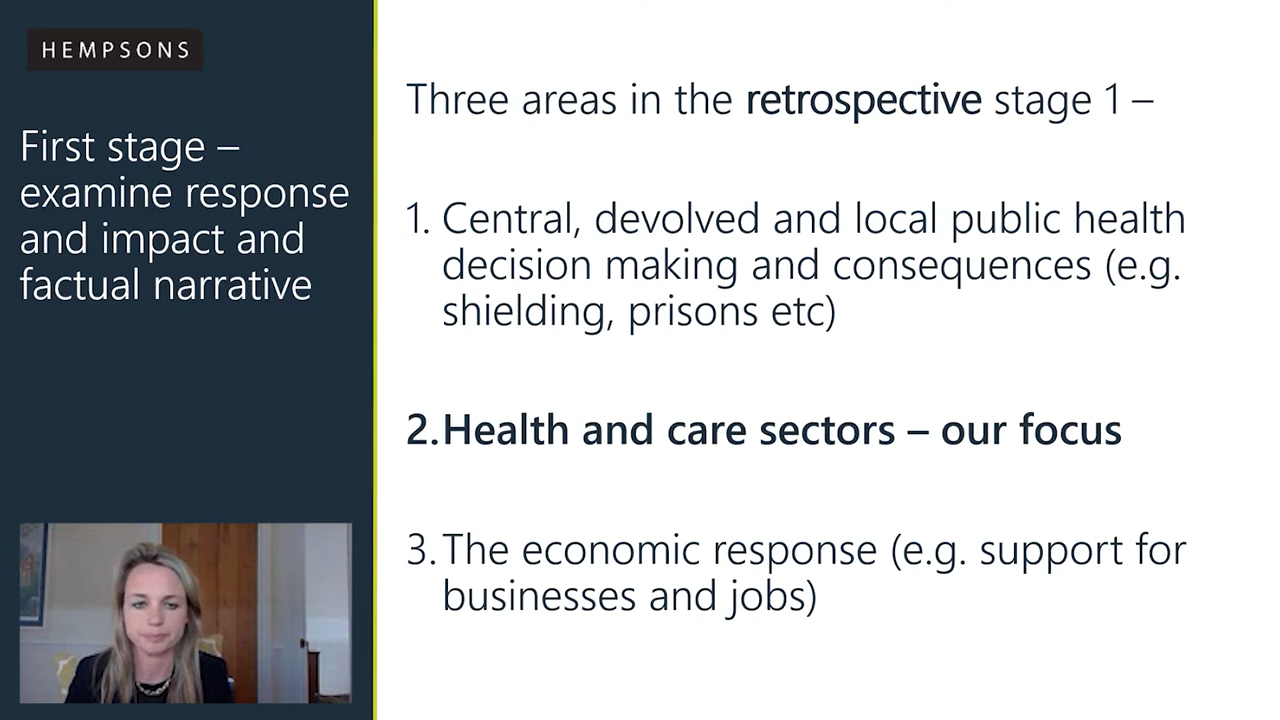 HEMPSONS
First stage –
examine response
and impact and
factual narrative
Three areas in the retrospective stage 1 –
1. Central, devolved and local public health
decision making and consequences (e.g.
shielding, prisons etc)
2. Health and care sectors – our focus
3. The economic response (e.g. support for
businesses and jobs)